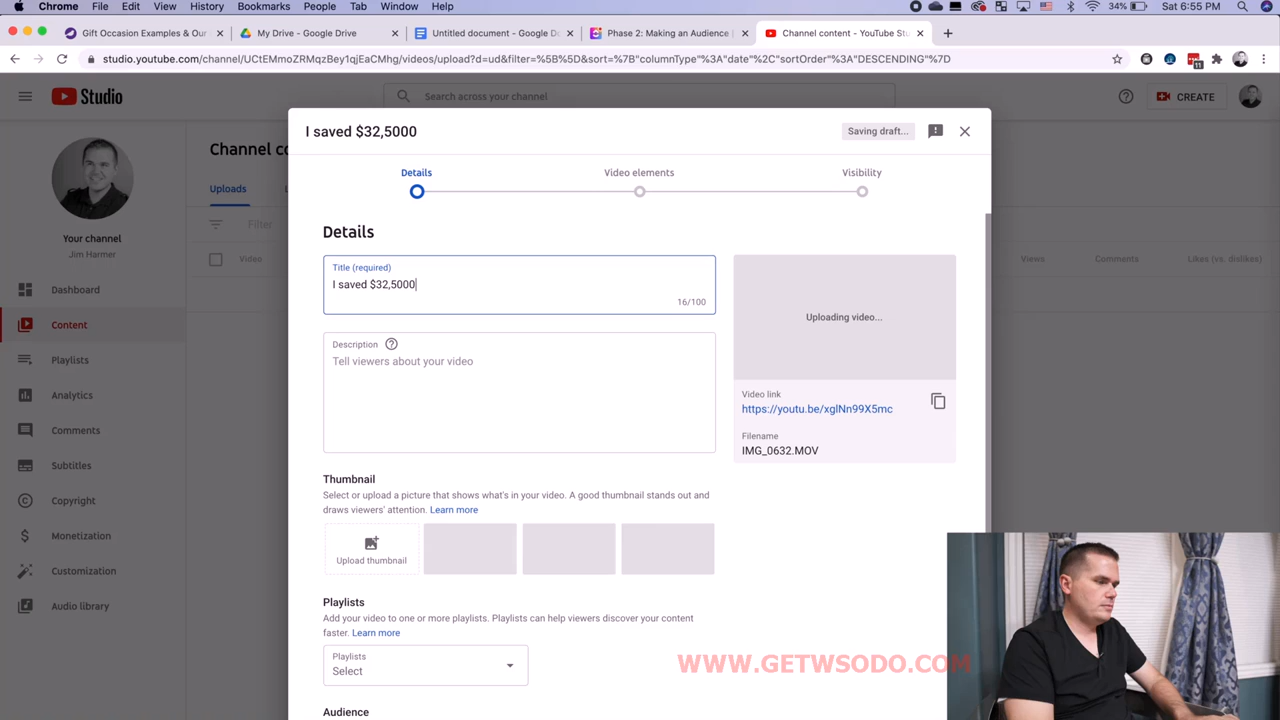 Chrome File Edit View History Bookmarks People Tab Window Help 34% Sat 6:55 PM
Gift Occasion Examples & Our × My Drive - Google Drive × Untitled document - Google Do × Phase 2: Making an Audience | × Channel content - YouTube Stu × +
studio.youtube.com/channel/UCtEMmoZRMqzBey1qjEaCMhg/videos/upload?d=ud&filter=%5B%5D&sort=%7B"columnType"%3A"date"%2C"sortOrder"%3A"DESCENDING"%7D
11
Studio
Search across your channel
CREATE
I saved $32,5000
Saving draft...
Channel co
Details
Video elements
Visibility
Uploads
Filter
Your channel
Jim Harmer
Video
Views
Comments
Likes (vs. dislikes)
Dashboard
Content
Playlists
Analytics
Comments
Subtitles
Copyright
Monetization
Customization
Audio library
Details
Title (required)
I saved $32,5000
16/100
Description
Tell viewers about your video
Uploading video...
Video link
https://youtu.be/xglNn99X5mc
Filename
IMG_0632.MOV
Thumbnail
Select or upload a picture that shows what's in your video. A good thumbnail stands out and
draws viewers' attention. Learn more
Upload thumbnail
Playlists
Add your video to one or more playlists. Playlists can help viewers discover your content
faster. Learn more
Playlists
Select
Audience
WWW.GETWSODO.COM